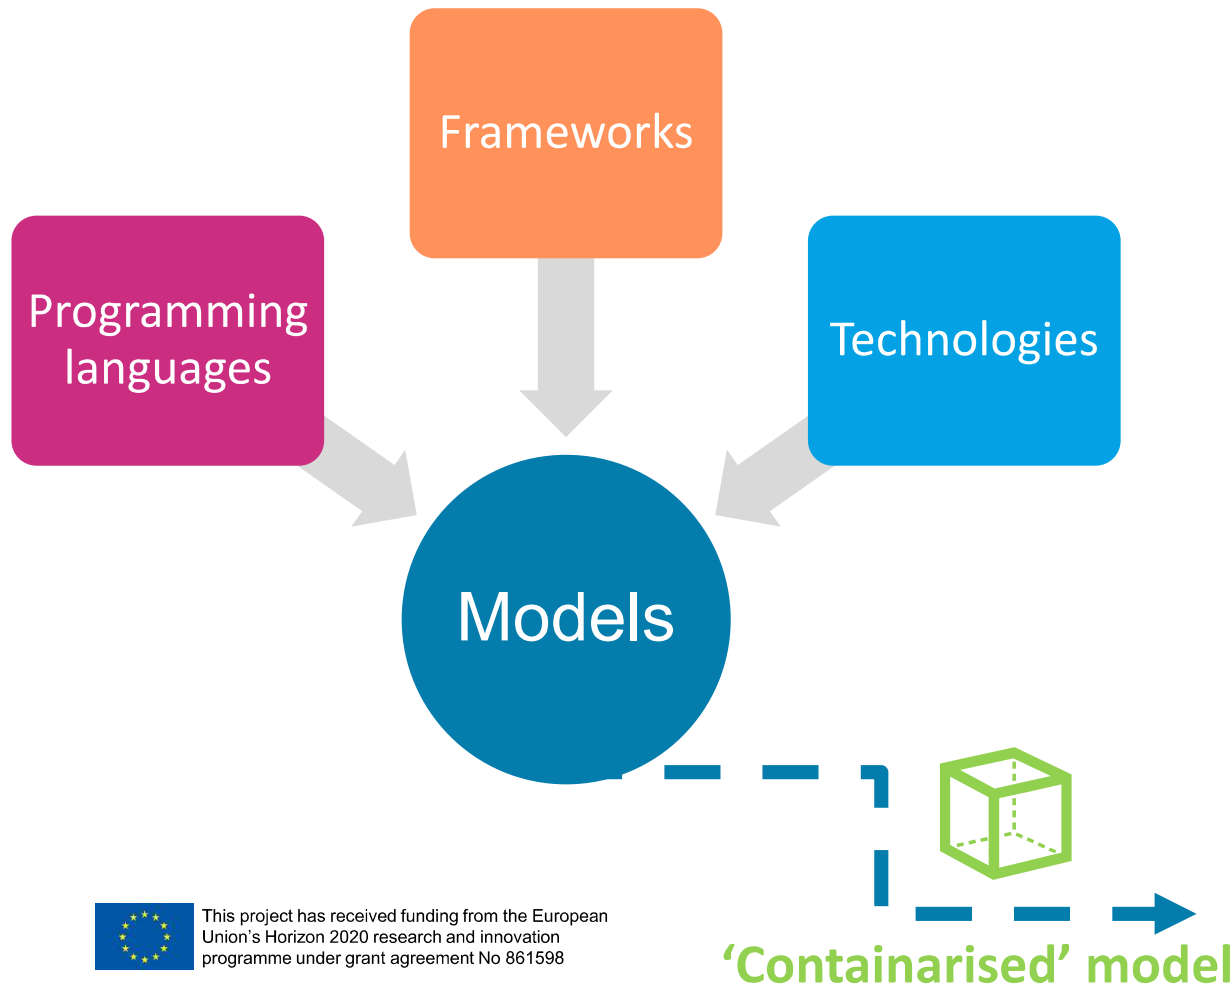 Frameworks
Programming
languages
Technologies
Models
This project has received funding from the European
Union's Horizon 2020 research and innovation
programme under grant agreement No 861598
‘Containarised’ model